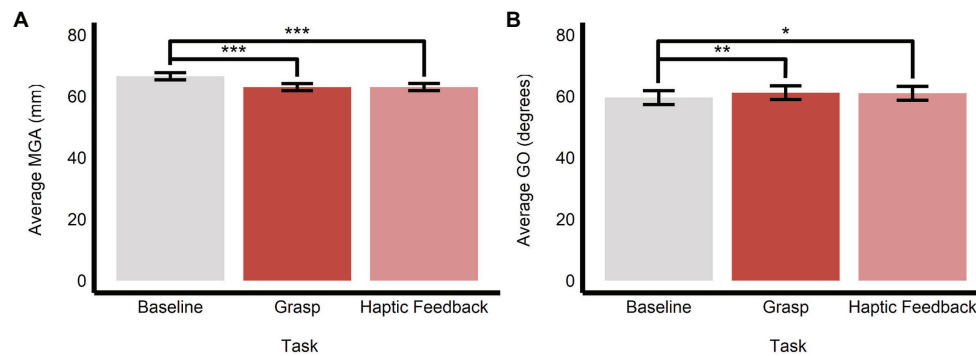 A
Average MGA (mm)
80
60
40
20
0
***
***
Baseline Grasp Haptic Feedback
Task
B
Average GO (degrees)
80
60
40
20
0
*
**
Baseline Grasp Haptic Feedback
Task